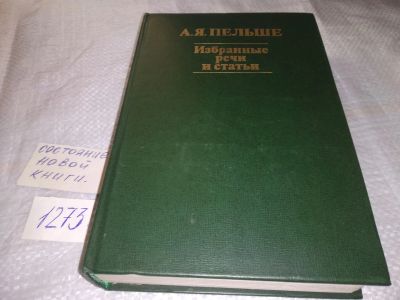 А.Я. ПЕЛЬШЕ
Избранные
речи
и статьи
СОСТОЯНИЕ
НОВОЙ
КНИГИ.
1273